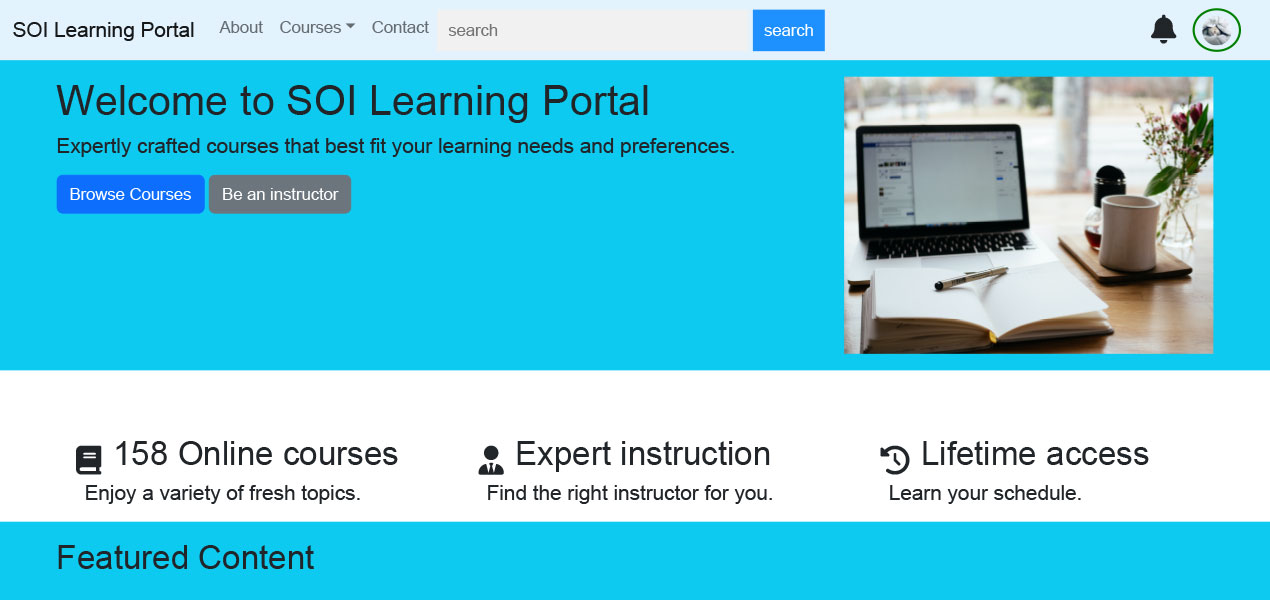 SOI Learning Portal About Courses Contact search search
Welcome to SOI Learning Portal
Expertly crafted courses that best fit your learning needs and preferences.
Browse Courses Be an instructor
158 Online courses
Enjoy a variety of fresh topics.
Expert instruction
Find the right instructor for you.
Lifetime access
Learn your schedule.
Featured Content